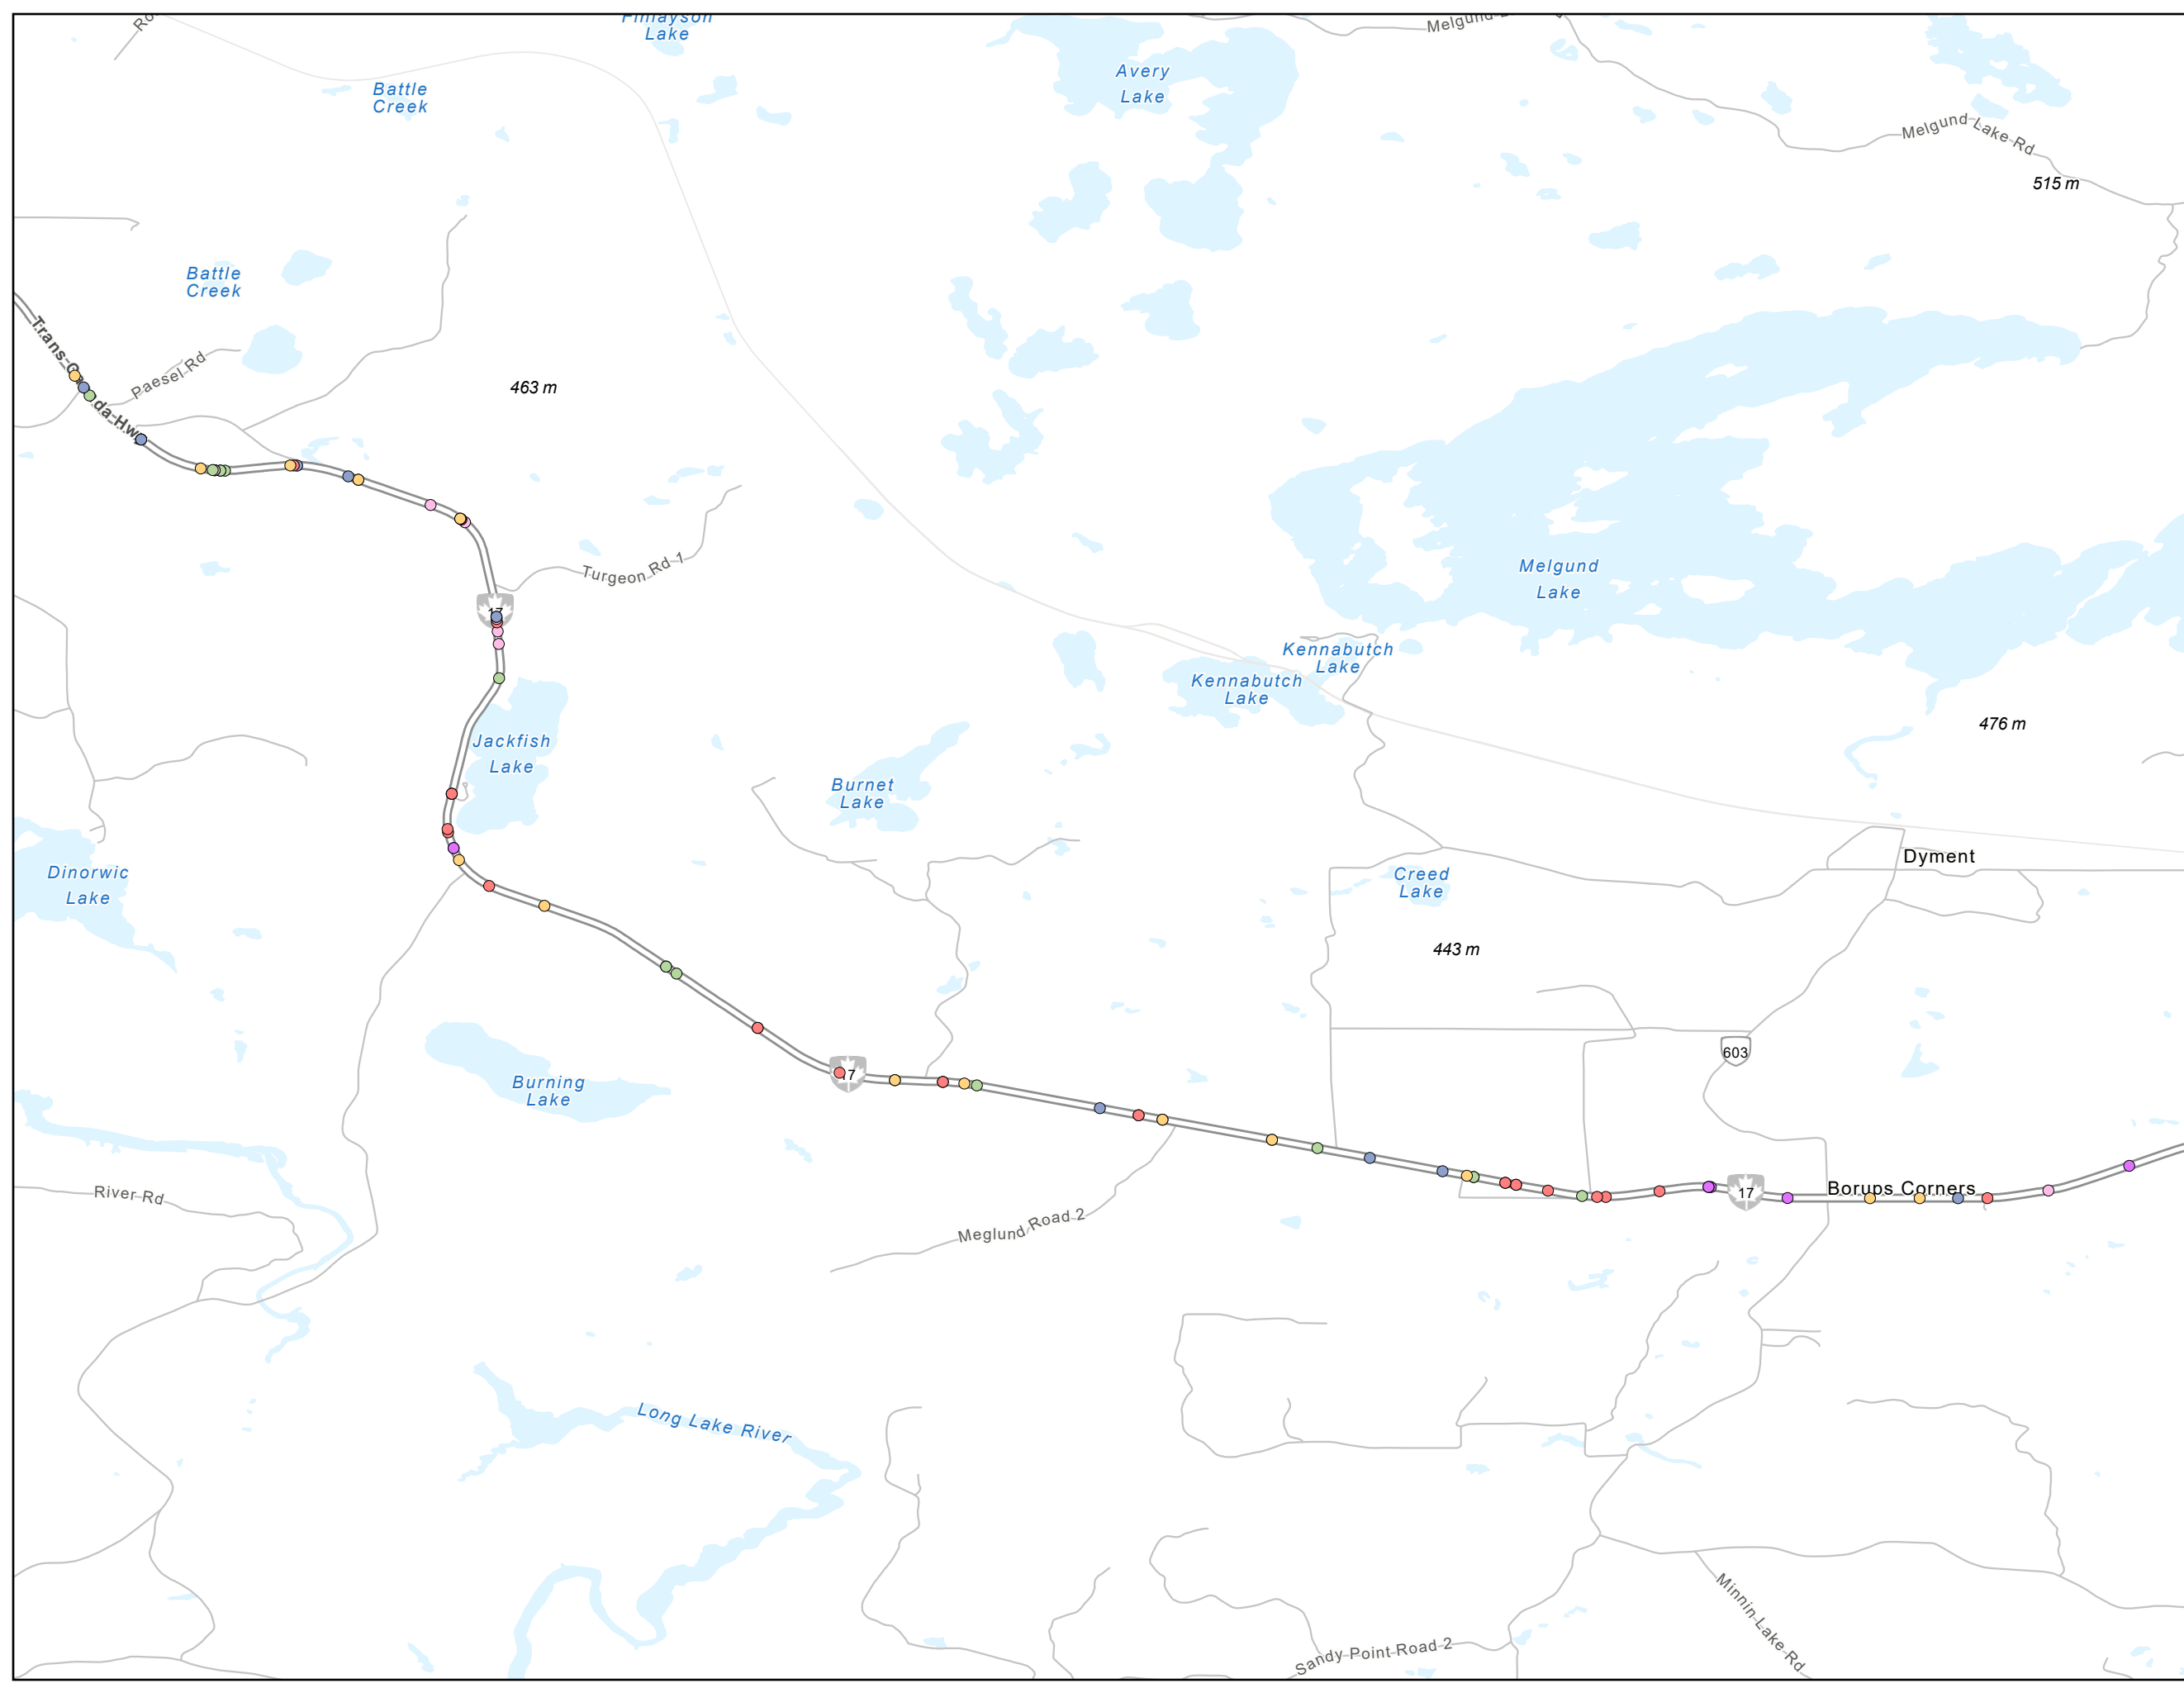 Finlayson
Lake
Melgund
Avery
Lake
Battle
Creek
Melgund Lake Rd
515 m
Battle
Creek
Paesel Rd
463 m
Turgeon Rd 1
Melgund
Lake
17
Kennabutch
Lake
Kennabutch
Lake
476 m
Jackfish
Lake
Burnet
Lake
Dyment
Dinorwic
Lake
Creed
Lake
443 m
603
17
Burning
Lake
River Rd
Borups Corners
17
Meglund Road 2
Long Lake River
Minnin Lake Rd
Sandy Point Road 2